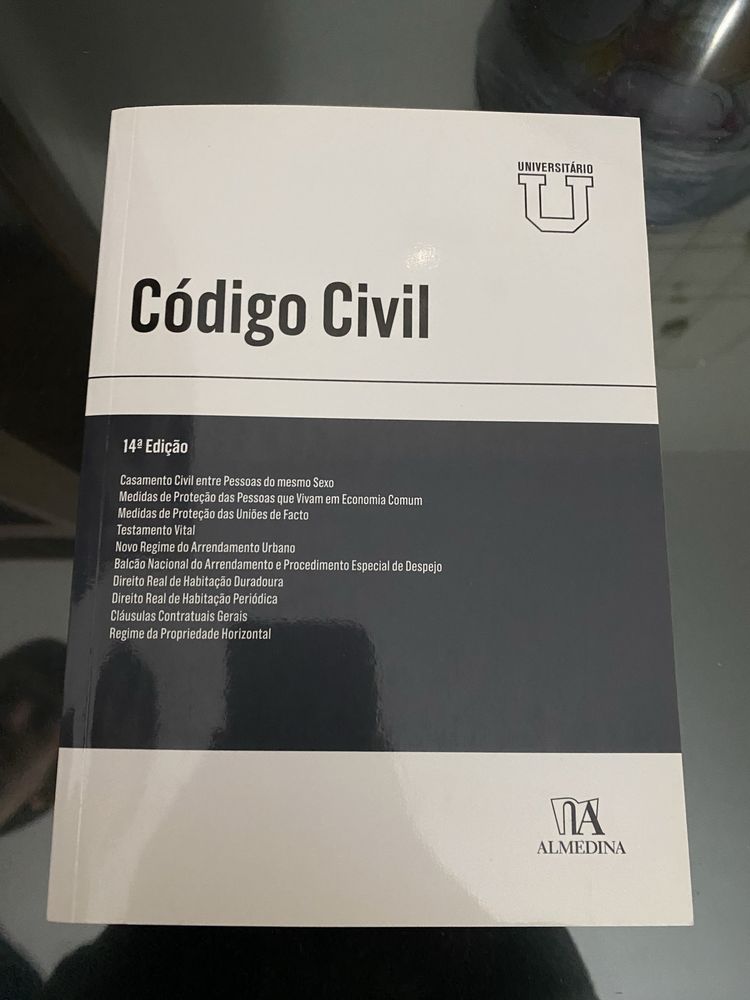 UNIVERSITÁRIO
U
Código Civil
14ª Edição
Casamento Civil entre Pessoas do mesmo Sexo
Medidas de Proteção das Pessoas que Vivam em Economia Comum
Medidas de Proteção das Uniões de Facto
Testamento Vital
Novo Regime do Arrendamento Urbano
Balcão Nacional do Arrendamento e Procedimento Especial de Despejo
Direito Real de Habitação Duradoura
Direito Real de Habitação Periódica
Cláusulas Contratuais Gerais
Regime da Propriedade Horizontal
ALMEDINA